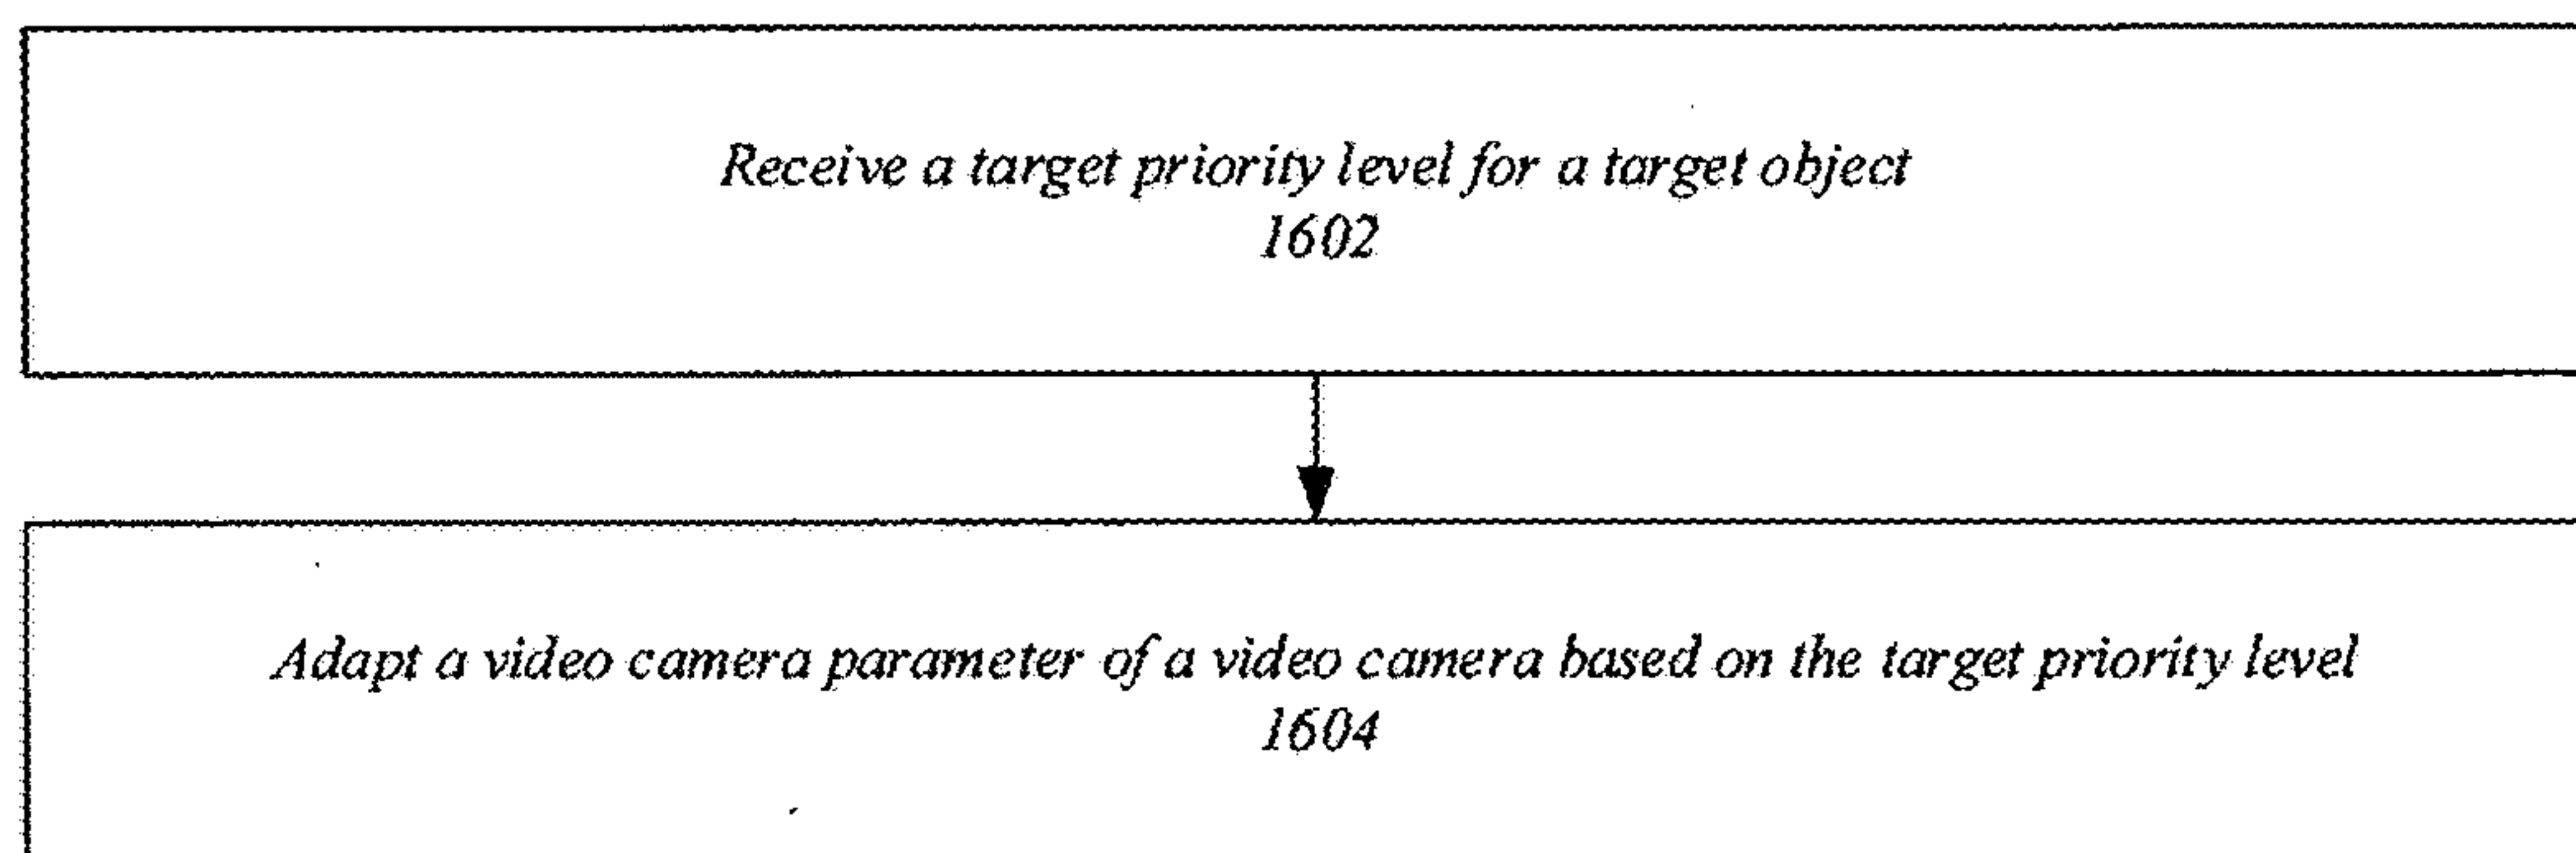 Receive a target priority level for a target object
1602
Adapt a video camera parameter of a video camera based on the target priority level
1604